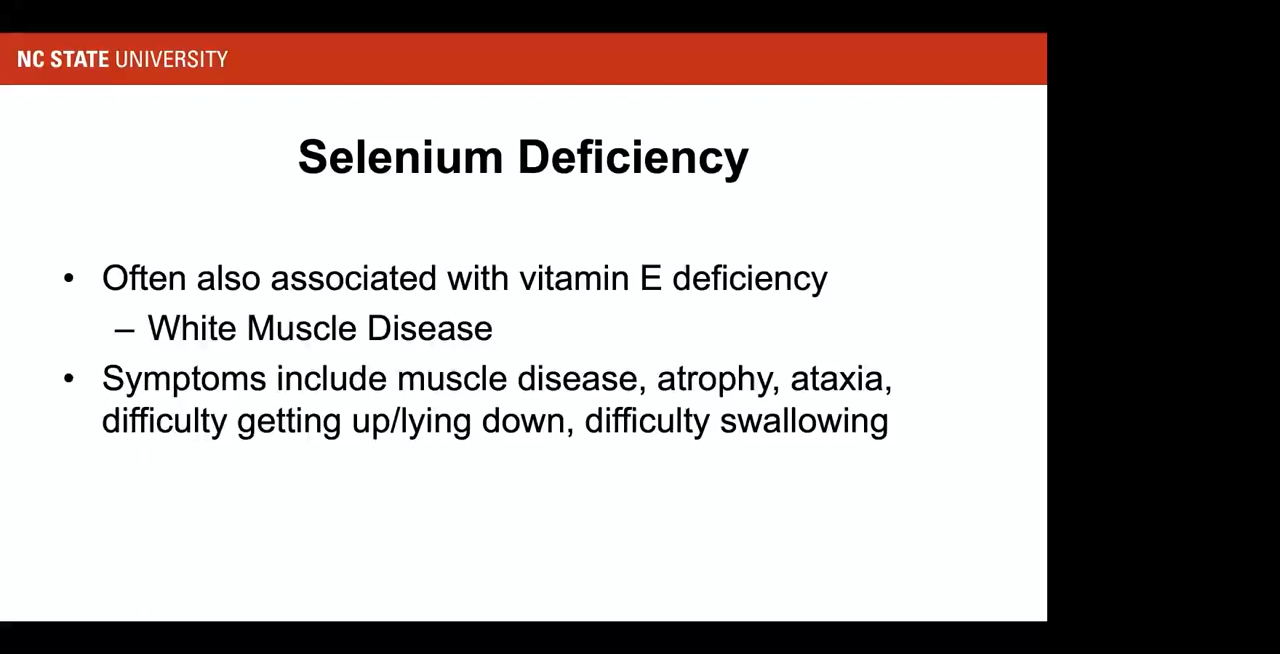 NC STATE UNIVERSITY
Selenium Deficiency
• Often also associated with vitamin E deficiency
– White Muscle Disease
• Symptoms include muscle disease, atrophy, ataxia,
difficulty getting up/lying down, difficulty swallowing